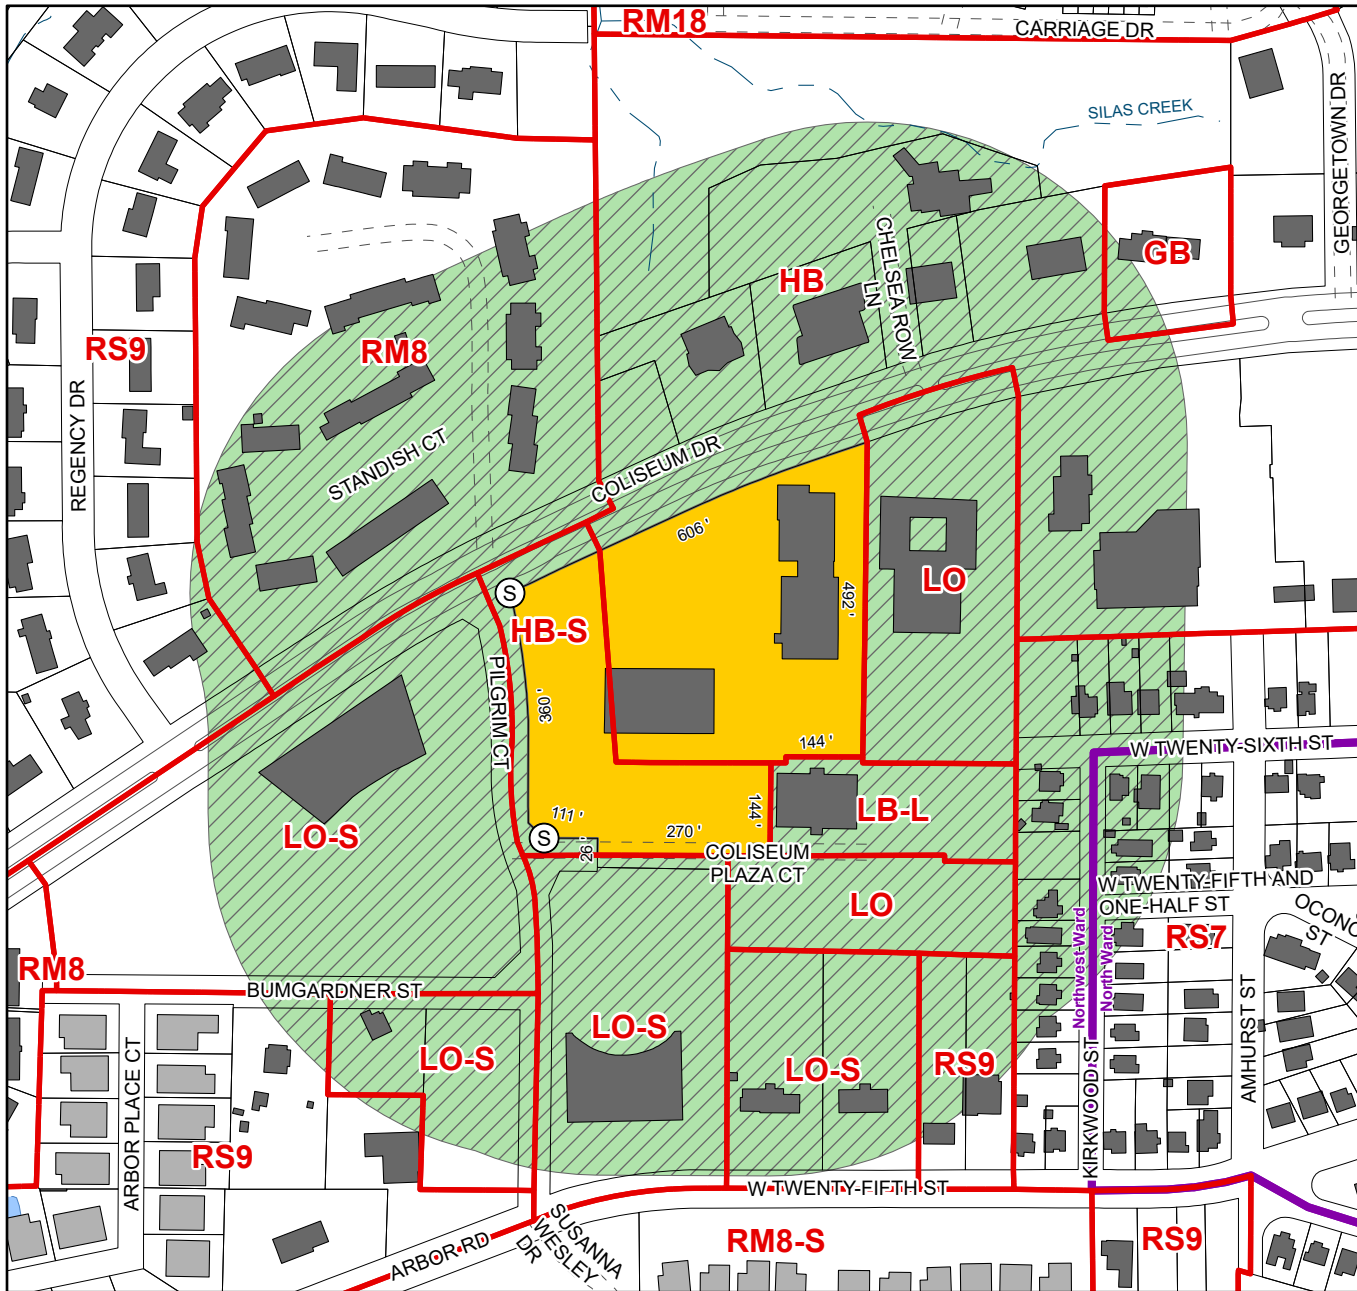 RM18
CARRIAGE DR
SILAS CREEK
GEORGETOWN DR
GB
HB
CHELSEA ROW
LN
RS9
RM8
REGENCY DR
STANDISH CT
COLISEUM DR
606 '
492 '
LO
S
HB-S
PILGRIM CT
360 '
144 '
W TWENTY-SIXTH ST
111 '
S
26 '
270 '
144 '
LB-L
LO-S
COLISEUM
PLAZA CT
W TWENTY-FIFTH AND
ONE-HALF ST
LO
OCONO
ST
Northwest Ward
North Ward
RS7
RM8
BUMGARDNER ST
LO-S
LO-S
LO-S
RS9
KIRKWOOD ST
AMHURST ST
ARBOR PLACE CT
RS9
W TWENTY-FIFTH ST
ARBOR RD
SUSANNA
WESLEY
DR
RM8-S
RS9